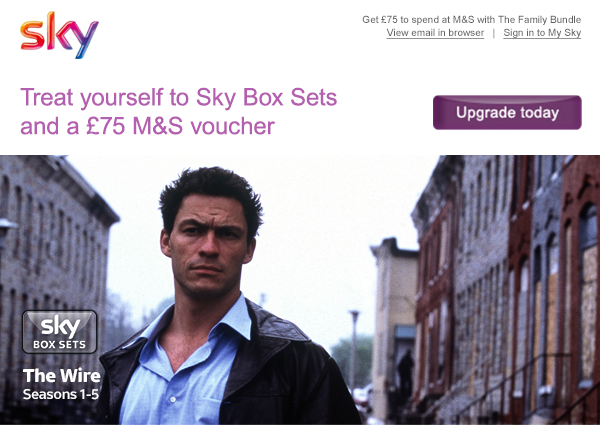 sky
Get £75 to spend at M&S with The Family Bundle
View email in browser | Sign in to My Sky
Treat yourself to Sky Box Sets
and a £75 M&S voucher
Upgrade today
sky
BOX SETS
The Wire
Seasons 1-5